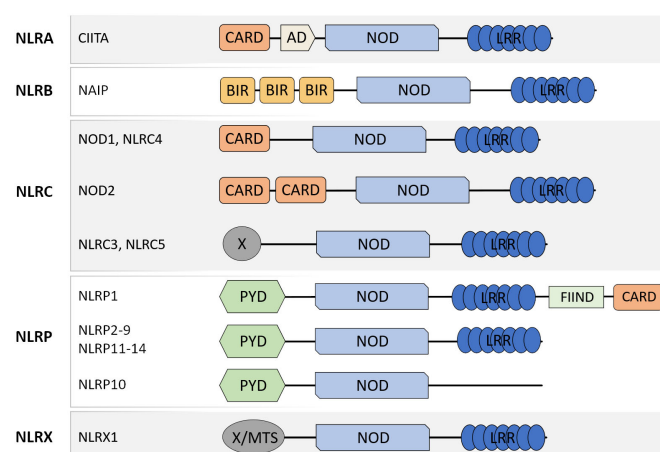 NLRA CIITA CARD AD NOD LRR
NLRB NAIP BIR BIR BIR NOD LRR
NOD1, NLRC4 CARD NOD LRR
NLRC NOD2 CARD CARD NOD LRR
NLRC3, NLRC5 X NOD LRR
NLRP1 PYD NOD LRR FIIND CARD
NLRP NLRP2-9 PYD NOD LRR
NLRP11-14
NLRP10 PYD NOD
NLRX NLRX1 X/MTS NOD LRR